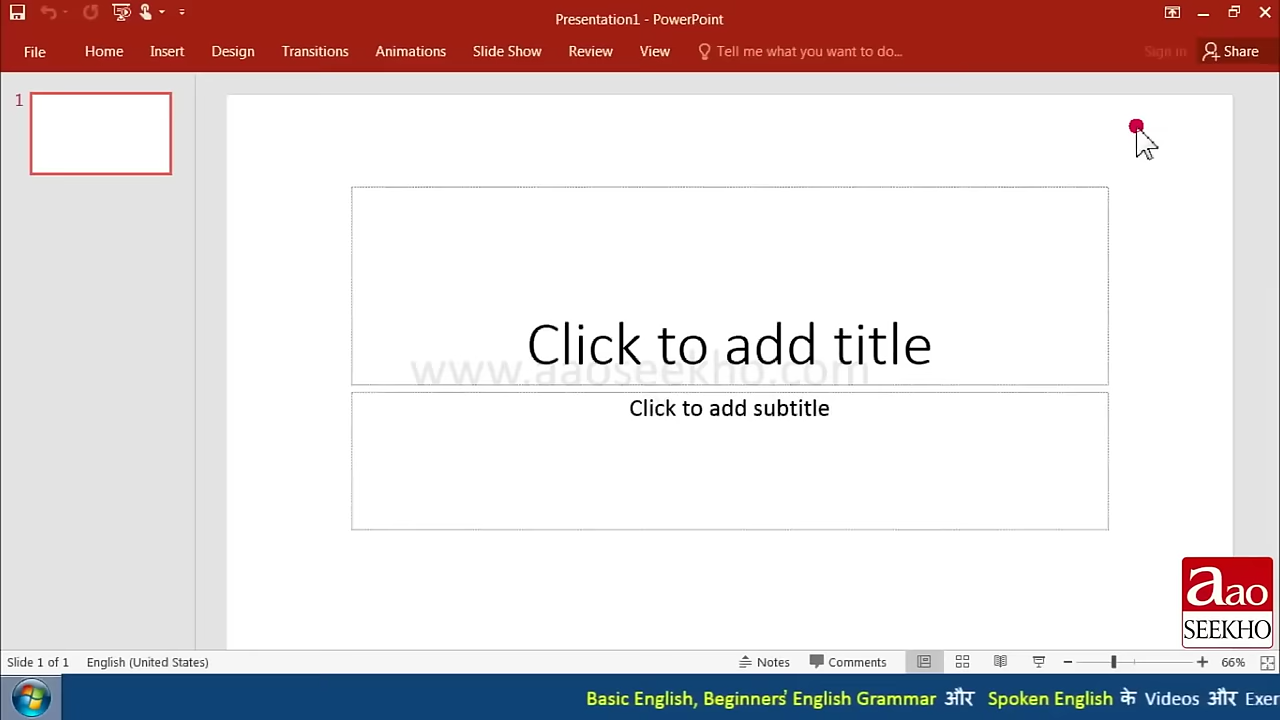 Presentation1 - PowerPoint
File Home Insert Design Transitions Animations Slide Show Review View Tell me what you want to do... Sign in Share
1
Click to add title
www.aaoseekho.com
Click to add subtitle
aao
SEEKHO
Slide 1 of 1 English (United States) Notes Comments 66%
Basic English, Beginners' English Grammar और Spoken English के Videos और Exer